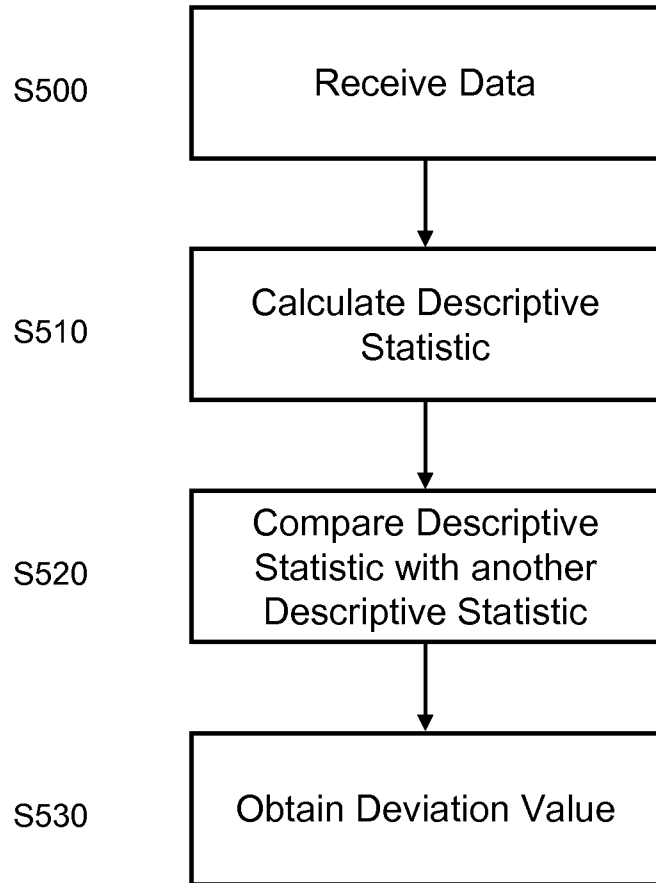 S500
Receive Data
S510
Calculate Descriptive
Statistic
S520
Compare Descriptive
Statistic with another
Descriptive Statistic
S530
Obtain Deviation Value